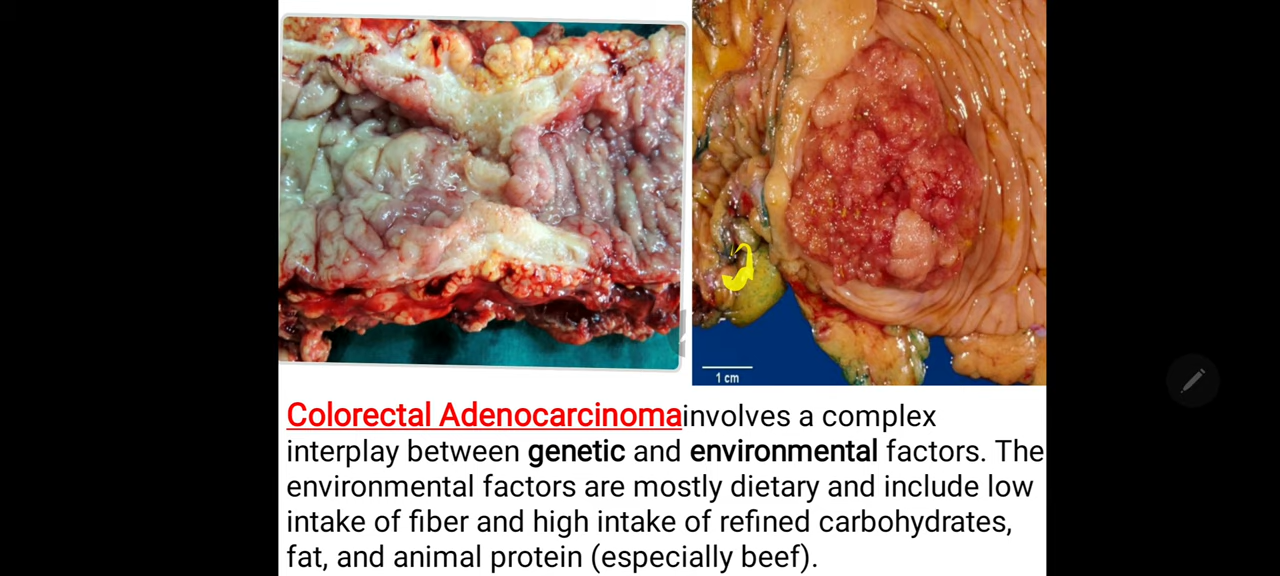 1 cm
Colorectal Adenocarcinomainvolves a complex
interplay between genetic and environmental factors. The
environmental factors are mostly dietary and include low
intake of fiber and high intake of refined carbohydrates,
fat, and animal protein (especially beef).